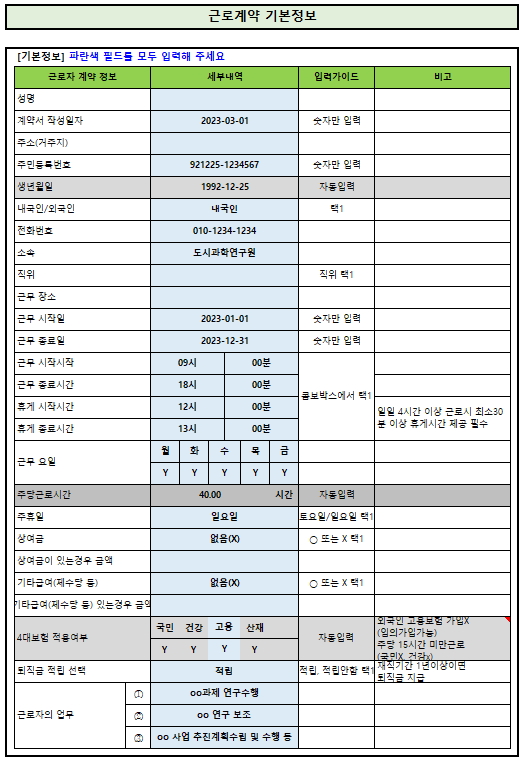 근로계약 기본정보
[기본정보] 파란색 필드를 모두 입력해 주세요
근로자 계약 정보 세부내역 입력가이드 비고
성명
계약서 작성일자 2023-03-01 숫자만 입력
주소(거주지)
주민등록번호 921225-1234567 숫자만 입력
생년월일 1992-12-25 자동입력
내국인/외국인 내국인 택1
전화번호 010-1234-1234
소속 도시과학연구원
직위 직위 택1
근무 장소
근무 시작일 2023-01-01 숫자만 입력
근무 종료일 2023-12-31 숫자만 입력
근무 시작시작 09시 00분
근무 종료시간 18시 00분
콤보박스에서 택1
휴게 시작시간 12시 00분
일일 4시간 이상 근로시 최소30
분 이상 휴게시간 제공 필수
휴게 종료시간 13시 00분
근무 요일 월 화 수 목 금
Y Y Y Y Y
주당근로시간 40.00 시간 자동입력
주휴일 일요일 토요일/일요일 택1
상여금 없음(X) ○ 또는 X 택1
상여금이 있는경우 금액
기타급여(제수당 등) 없음(X) ○ 또는 X 택1
기타급여(제수당 등) 있는경우 금액
4대보험 적용여부 국민 건강 고용 산재
Y Y Y Y
자동입력
외국인 고용보험 가입X
(임의가입가능)
주당 15시간 미만근로
(국민X, 건강x)
퇴직금 적립 선택 적립 적립, 적립안함 택1
재직기간 1년이상이면
퇴직금 지급
근로자의 업무
① oo과제 연구수행
② oo 연구 보조
③ oo 사업 추진계획수립 및 수행 등